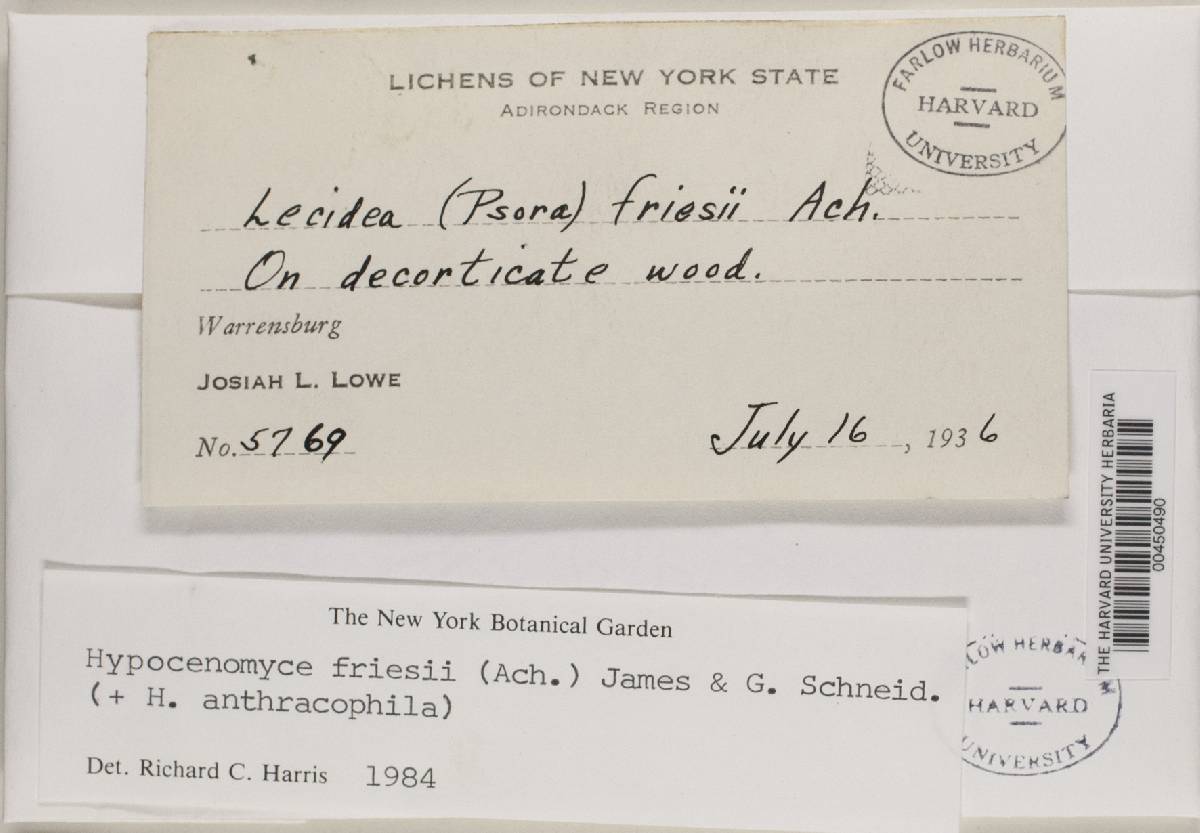 LICHENS OF NEW YORK STATE
ADIRONDACK REGION
FARLOW HERBARIUM
HARVARD
UNIVERSITY
Lecidea (Psora) friesii Ach.
On decorticate wood.
Warrensburg
JOSIAH L. LOWE
No. 5769
July 16, 1936
THE HARVARD UNIVERSITY HERBARIA
00450490
The New York Botanical Garden
Hypocenomyce friesii (Ach.) James & G. Schneid.
(+ H. anthracophila)
Det. Richard C. Harris 1984
LOW HERBAR M
HARVARD
UNIVERSITY